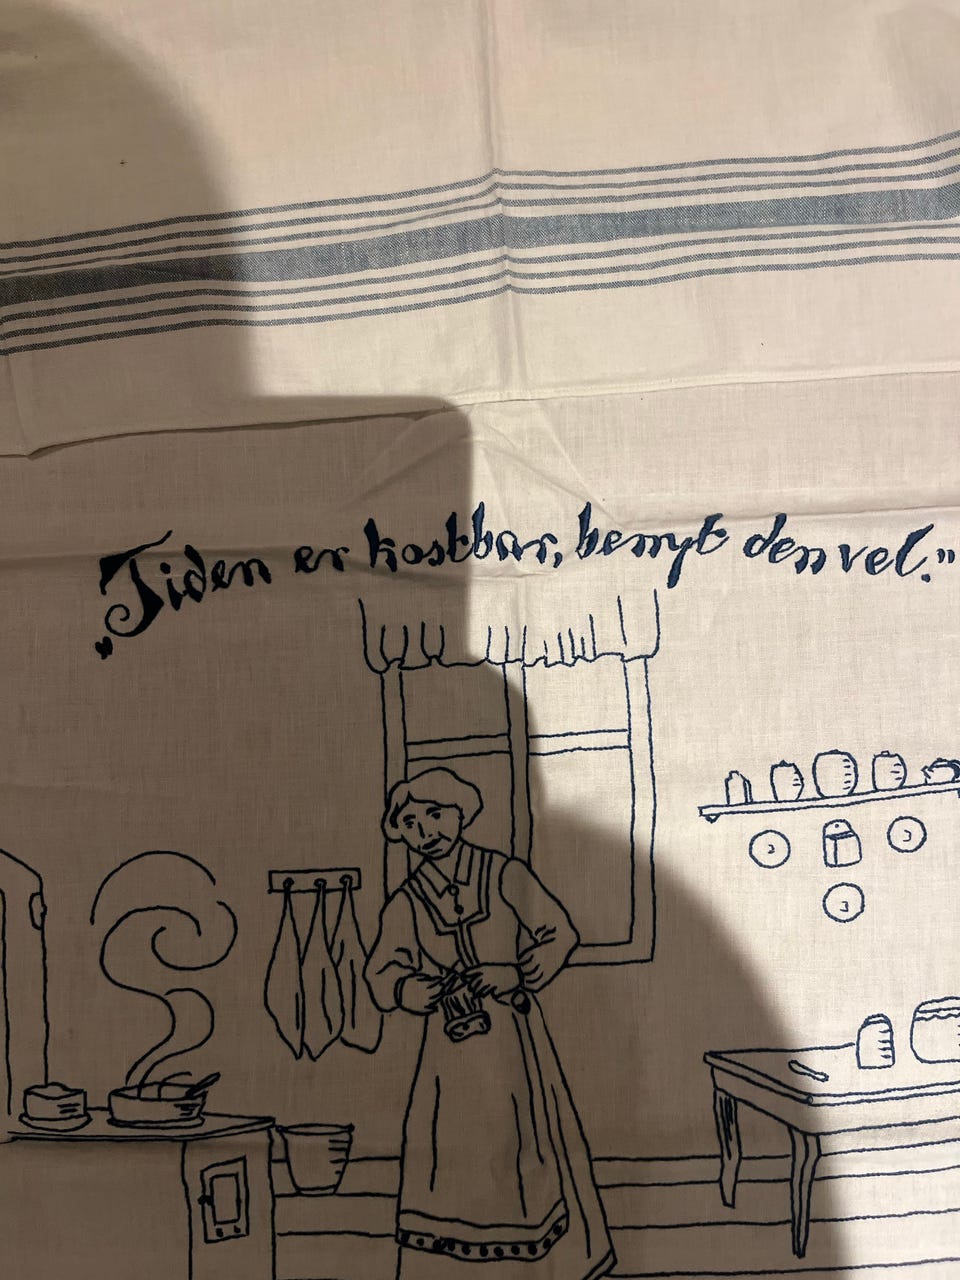 „Tiden er kostbar, benyt den vel."